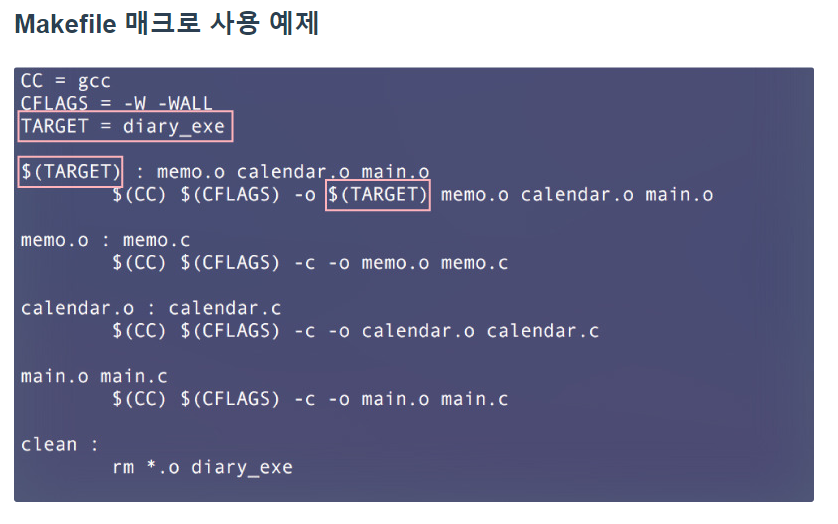 Makefile 매크로 사용 예제
CC = gcc
CFLAGS = -W -WALL
TARGET = diary_exe
$(TARGET) : memo.o calendar.o main.o
$(CC) $(CFLAGS) -o $(TARGET) memo.o calendar.o main.o
memo.o : memo.c
$(CC) $(CFLAGS) -c -o memo.o memo.c
calendar.o : calendar.c
$(CC) $(CFLAGS) -c -o calendar.o calendar.c
main.o main.c
$(CC) $(CFLAGS) -c -o main.o main.c
clean :
rm *.o diary_exe